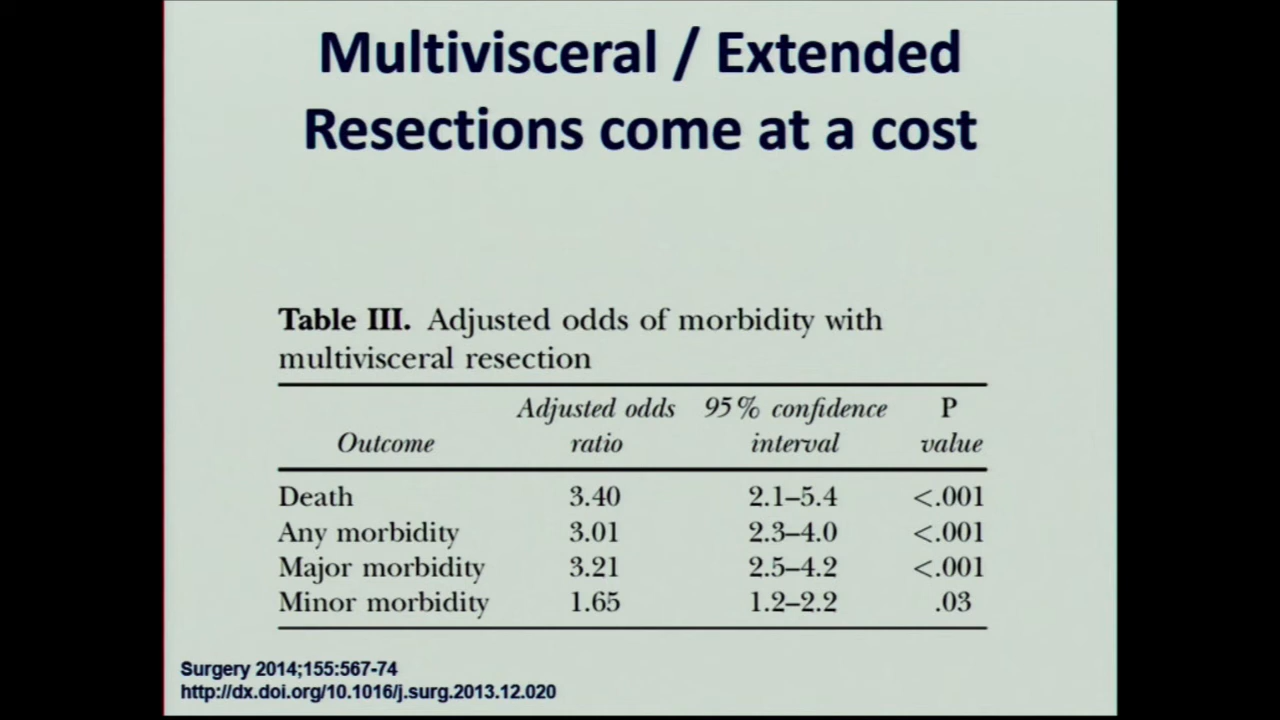 Multivisceral / Extended
Resections come at a cost
Table III. Adjusted odds of morbidity with
multivisceral resection
Adjusted odds 95% confidence P
Outcome ratio interval value
Death 3.40 2.1–5.4 <.001
Any morbidity 3.01 2.3–4.0 <.001
Major morbidity 3.21 2.5–4.2 <.001
Minor morbidity 1.65 1.2–2.2 .03
Surgery 2014;155:567-74
http://dx.doi.org/10.1016/j.surg.2013.12.020